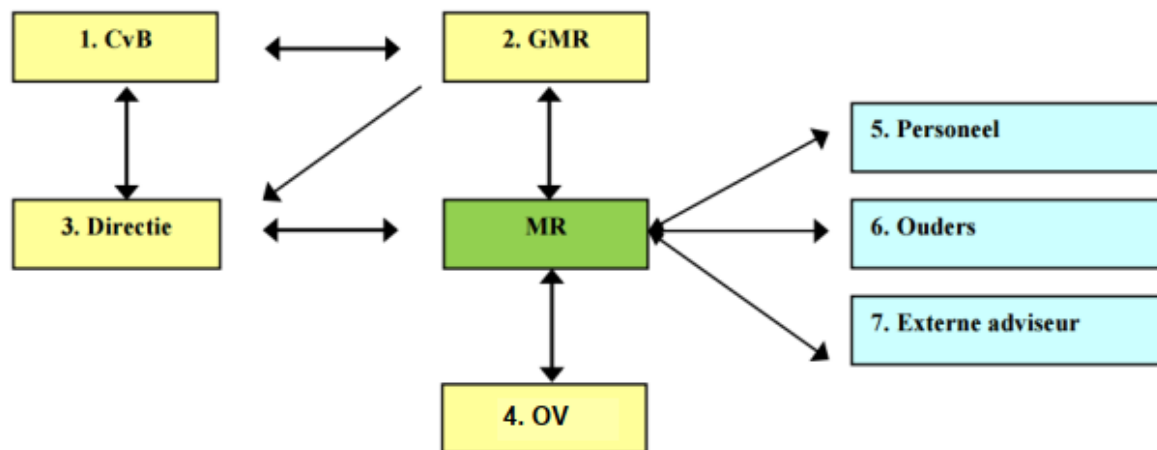 1. CvB
2. GMR
5. Personeel
3. Directie
MR
6. Ouders
7. Externe adviseur
4. OV